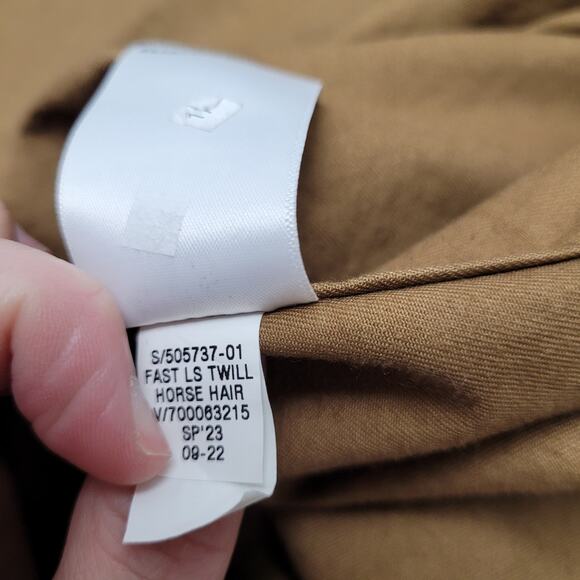 S/505737-01
FAST LS TWILL
HORSE HAIR
V/700063215
SP'23
09-22